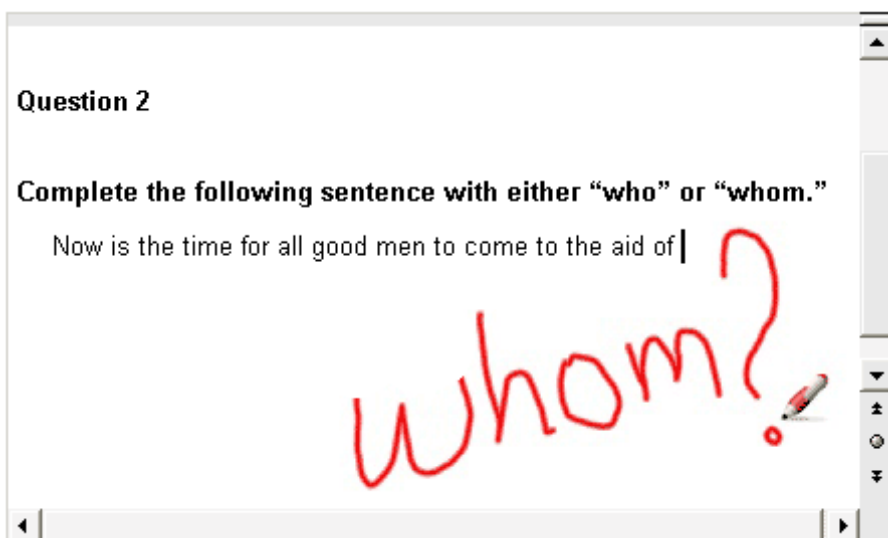 Question 2
Complete the following sentence with either “who” or “whom.”
Now is the time for all good men to come to the aid of
whom?